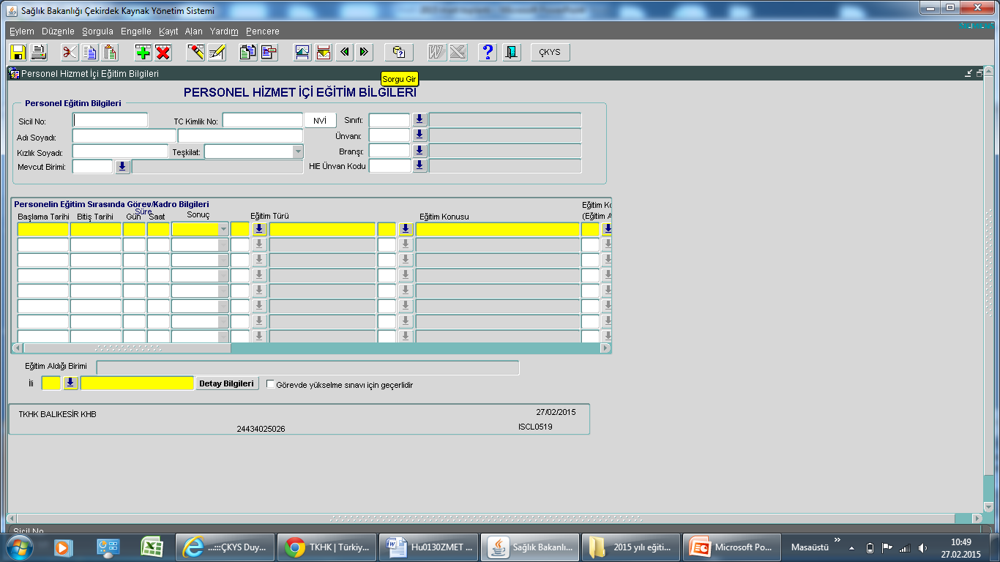 Sağlık Bakanlığı Çekirdek Kaynak Yönetim Sistemi
Eylem Düzenle Sorgula Engelle Kayıt Alan Yardım Pencere
ÇKYS
Personel Hizmet İçi Eğitim Bilgileri
Sorgu Gir
PERSONEL HİZMET İÇİ EĞİTİM BİLGİLERİ
Personel Eğitim Bilgileri
Sicil No: TC Kimlik No: NVİ Sınıfı:
Adı Soyadı: Ünvanı:
Kızlık Soyadı: Teşkilat: Branşı:
Mevcut Birimi: HIE Ünvan Kodu
Personelin Eğitim Sırasında Görev/Kadro Bilgileri
Süre
Başlama Tarihi Bitiş Tarihi Gün Saat Sonuç Eğitim Türü Eğitim Konusu
Eğitim Ko
(Eğitim A
Eğitim Aldığı Birimi
İli Detay Bilgileri Görevde yükselme sınavı için geçerlidir
TKHK BALIKESİR KHB 27/02/2015
24434025026 ISCL0519
Sicil No
...:::ÇKYS Duy... TKHK | Türkiy... Hu0130ZMET ... Sağlık Bakanlı... 2015 yılı eğiti... Microsoft Po... Masaüstü
10:49
27.02.2015